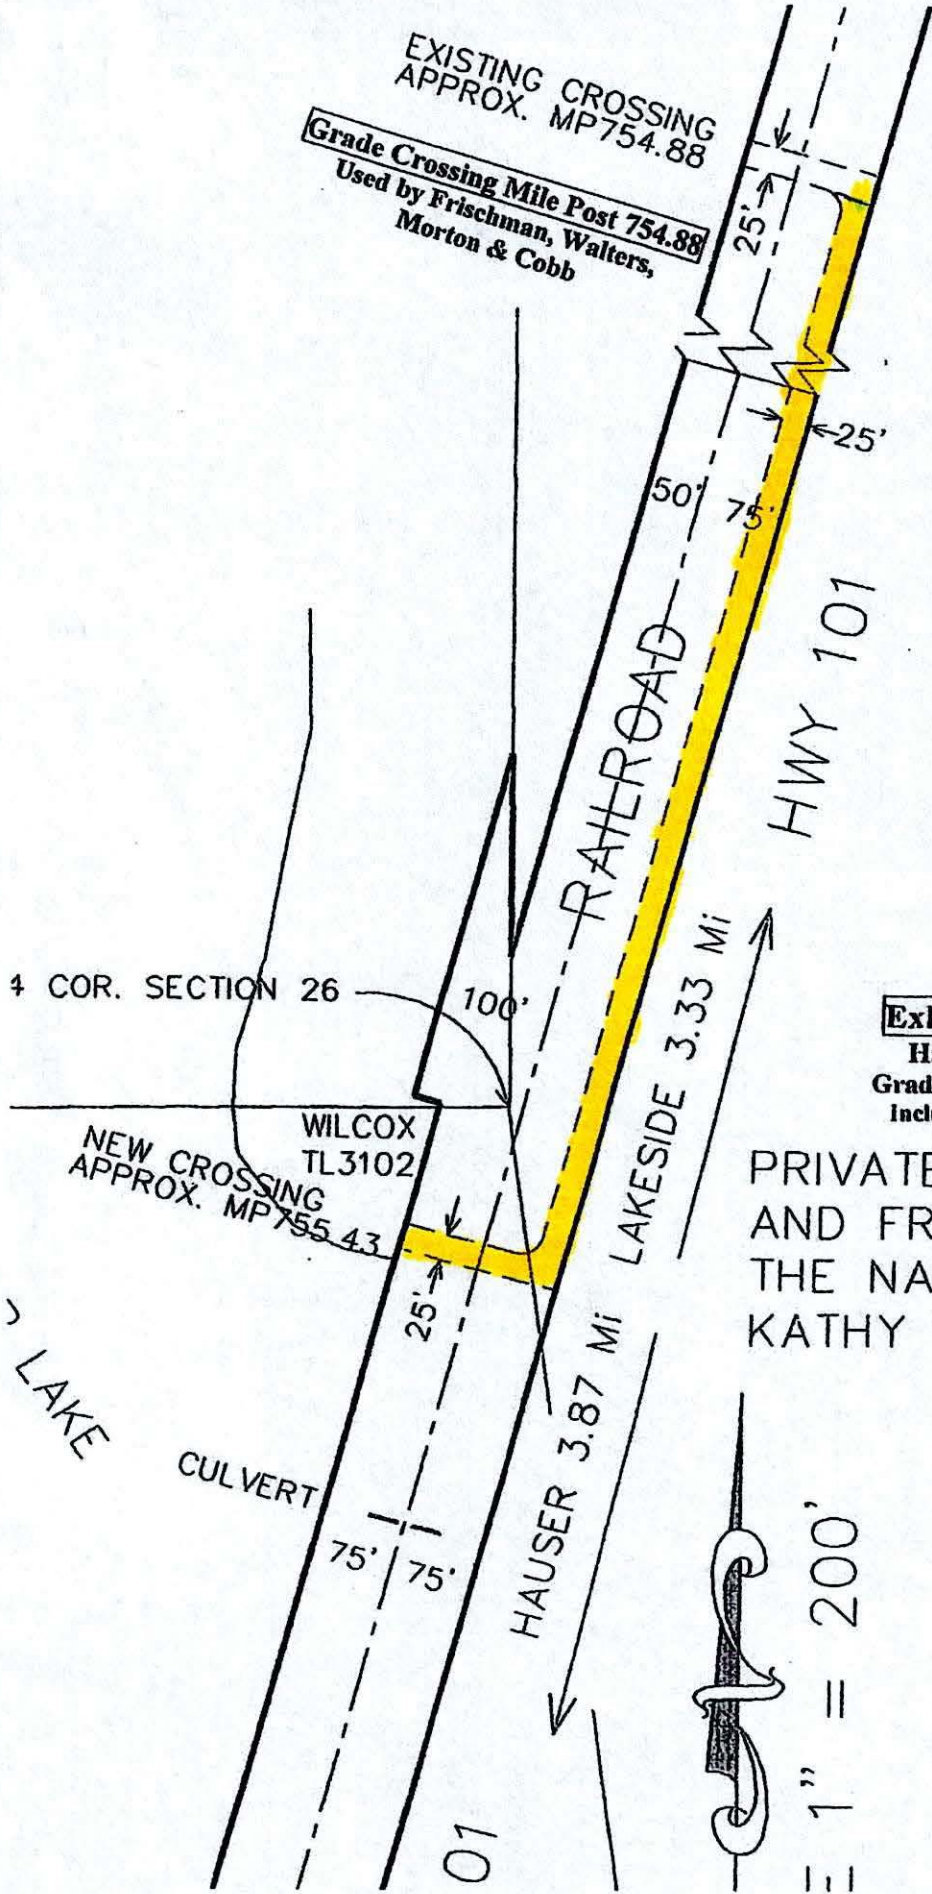 EXISTING CROSSING
APPROX. MP754.88
Grade Crossing Mile Post 754.88
Used by Frischman, Walters,
Morton & Cobb
25'
25'
50' 75'
RAILROAD
HWY 101
LAKESIDE 3.33 Mi
4 COR. SECTION 26
100'
WILCOX
TL3102
NEW CROSSING
APPROX. MP755.43
25'
Grad
Incl
PRIVATE
AND FR
THE NA
KATHY
LAKE
CULVERT
75' 75'
HAUSER 3.87 Mi
01
1" = 200'